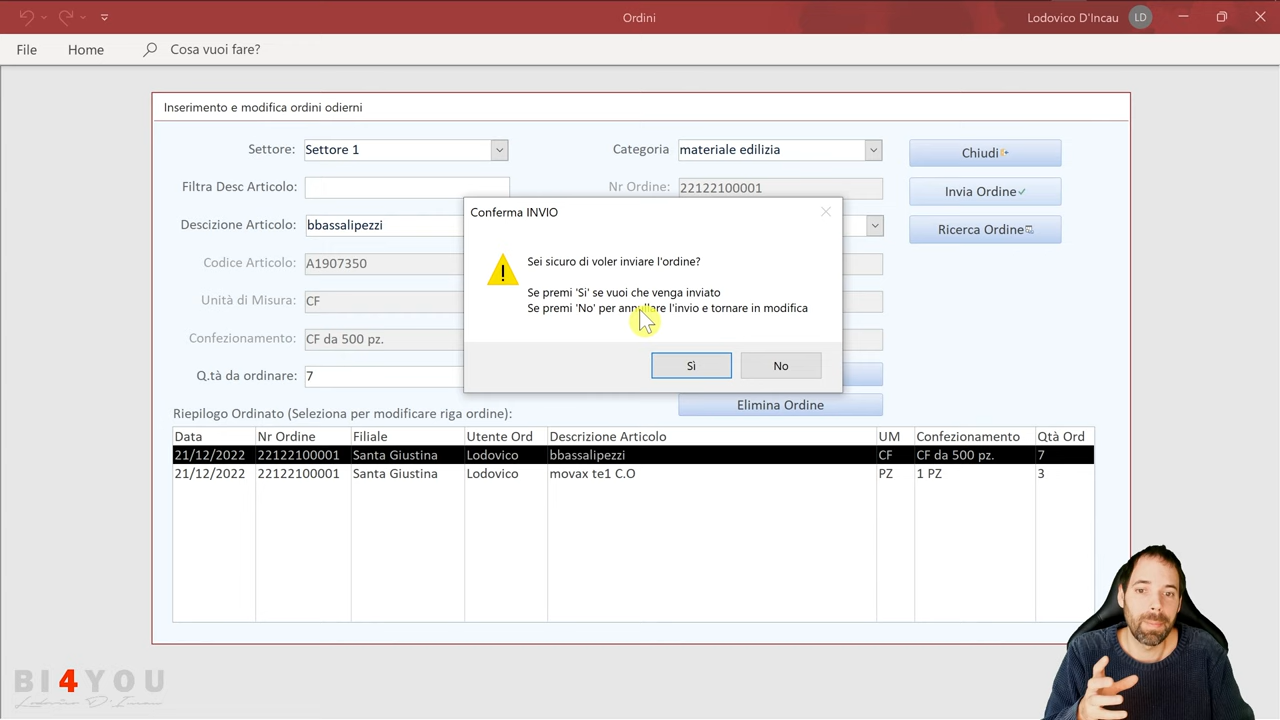 Ordini
Lodovico D'Incau LD
File Home Cosa vuoi fare?
Inserimento e modifica ordini odierni
Settore: Settore 1
Categoria materiale edilizia
Chiudi
Filtra Desc Articolo:
Nr Ordine: 22122100001
Invia Ordine
Descizione Articolo: bbassalipezzi
Ricerca Ordine
Codice Articolo: A1907350
Unità di Misura: CF
Confezionamento: CF da 500 pz.
Q.tà da ordinare: 7
Conferma INVIO
Sei sicuro di voler inviare l'ordine?
Se premi 'Si' se vuoi che venga inviato
Se premi 'No' per annullare l'invio e tornare in modifica
Sì No
Elimina Ordine
Riepilogo Ordinato (Seleziona per modificare riga ordine):
Data Nr Ordine Filiale Utente Ord Descrizione Articolo UM Confezionamento Qtà Ord
21/12/2022 22122100001 Santa Giustina Lodovico bbassalipezzi CF CF da 500 pz. 7
21/12/2022 22122100001 Santa Giustina Lodovico movax te1 C.O PZ 1 PZ 3
BI4YOU
Lodovico D'Incau